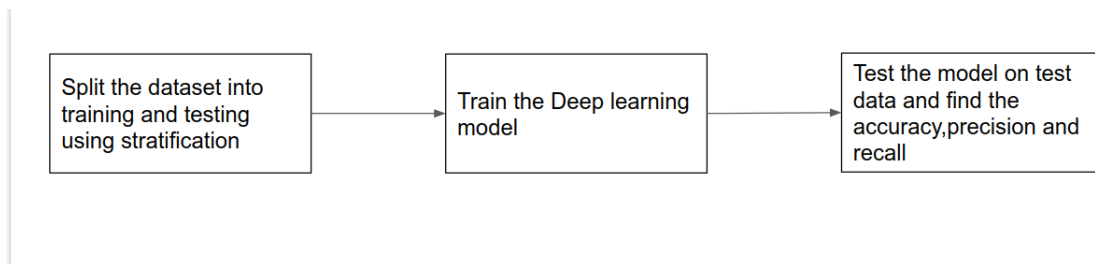 Split the dataset into
training and testing
using stratification
Train the Deep learning
model
Test the model on test
data and find the
accuracy,precision and
recall